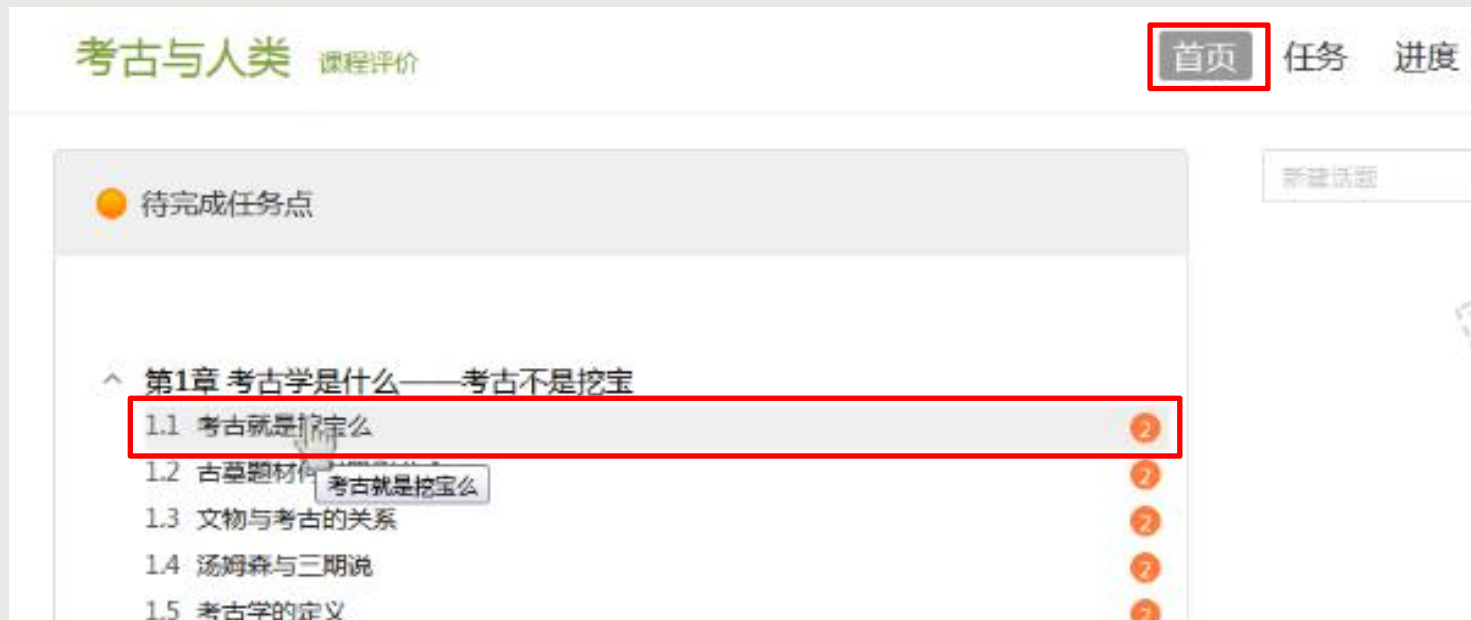 考古与人类 课程评价
首页 任务 进度
待完成任务点
新建话题
第1章 考古学是什么——考古不是挖宝
1.1 考古就是挖宝么 2
1.2 古墓题材 2
考古就是挖宝么
1.3 文物与考古的关系 2
1.4 汤姆森与三期说 2
1.5 考古学的定义 2